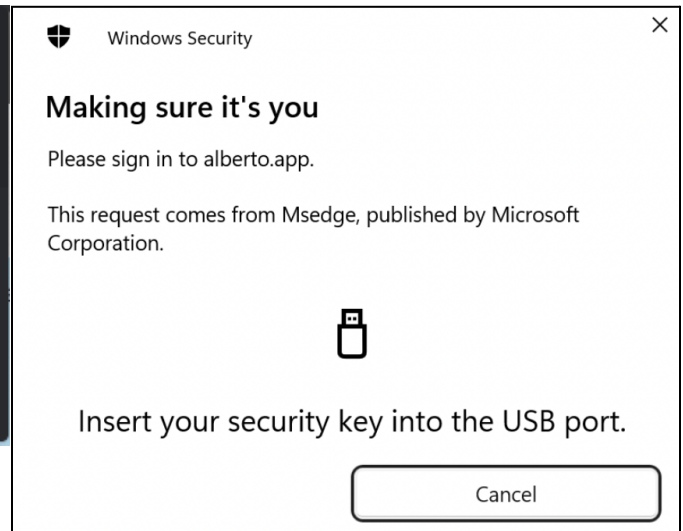 Windows Security
Making sure it's you
Please sign in to alberto.app.
This request comes from Msedge, published by Microsoft
Corporation.
Insert your security key into the USB port.
Cancel